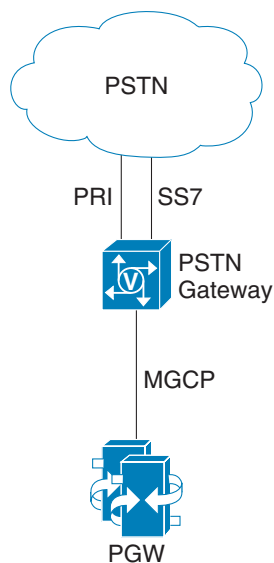 PSTN
PRI
SS7
V
PSTN
Gateway
MGCP
PGW